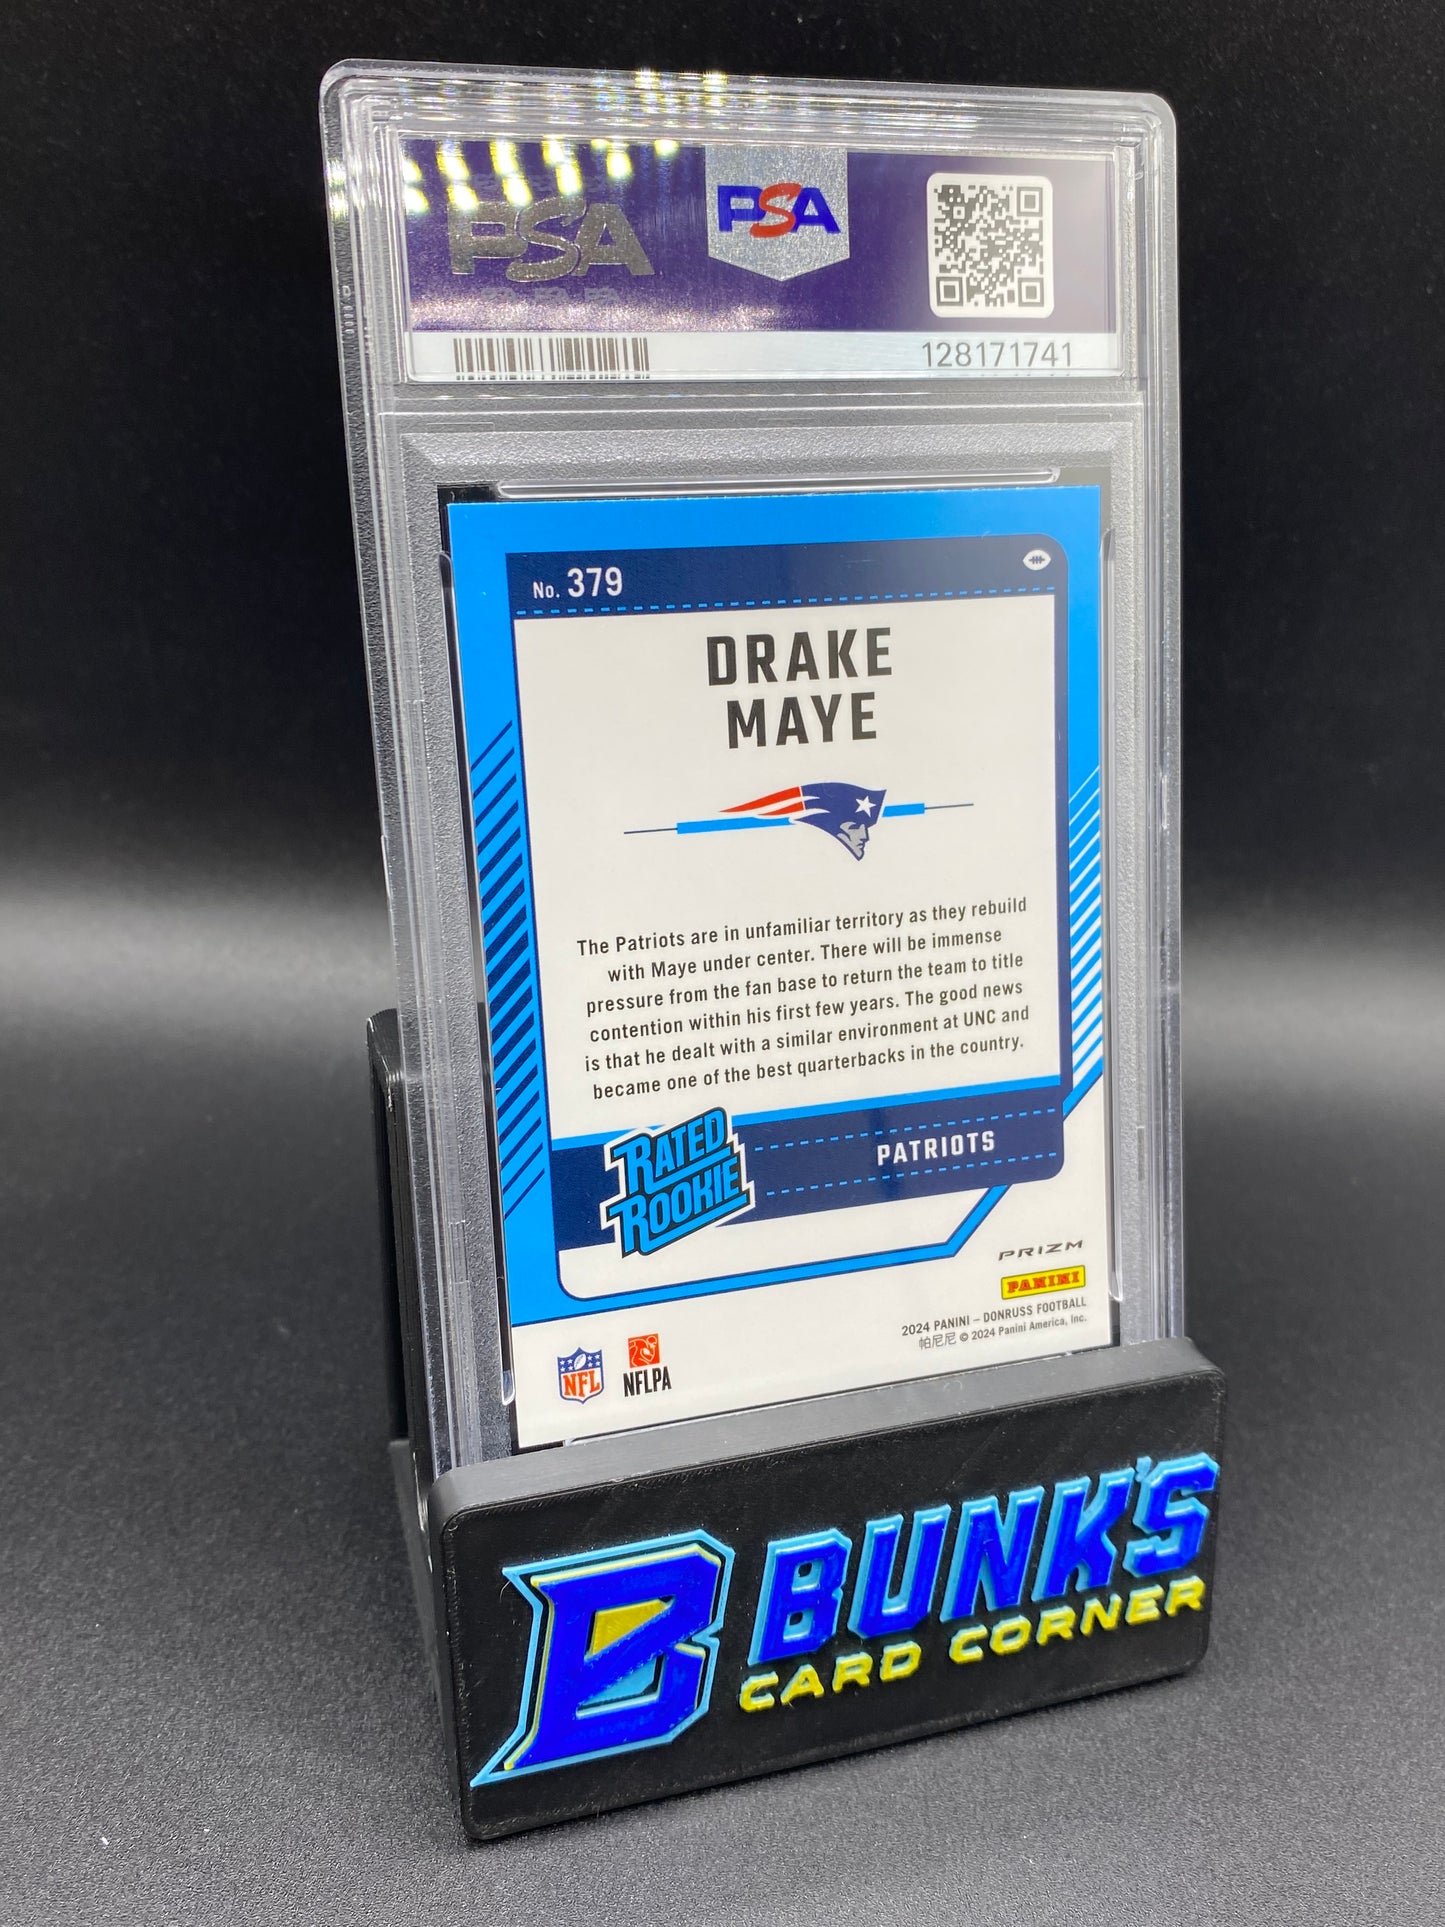 PSA
PSA
128171741
No. 379
DRAKE
MAYE
The Patriots are in unfamiliar territory as they rebuild
with Maye under center. There will be immense
pressure from the fan base to return the team to title
contention within his first few years. The good news
is that he dealt with a similar environment at UNC and
became one of the best quarterbacks in the country.
RATED
ROOKIE
PATRIOTS
PRIZM
PANINI
2024 PANINI – DONRUSS FOOTBALL
帕尼尼 © 2024 Panini America, Inc.
NFL
NFLPA
B
BUNK'S
CARD CORNER